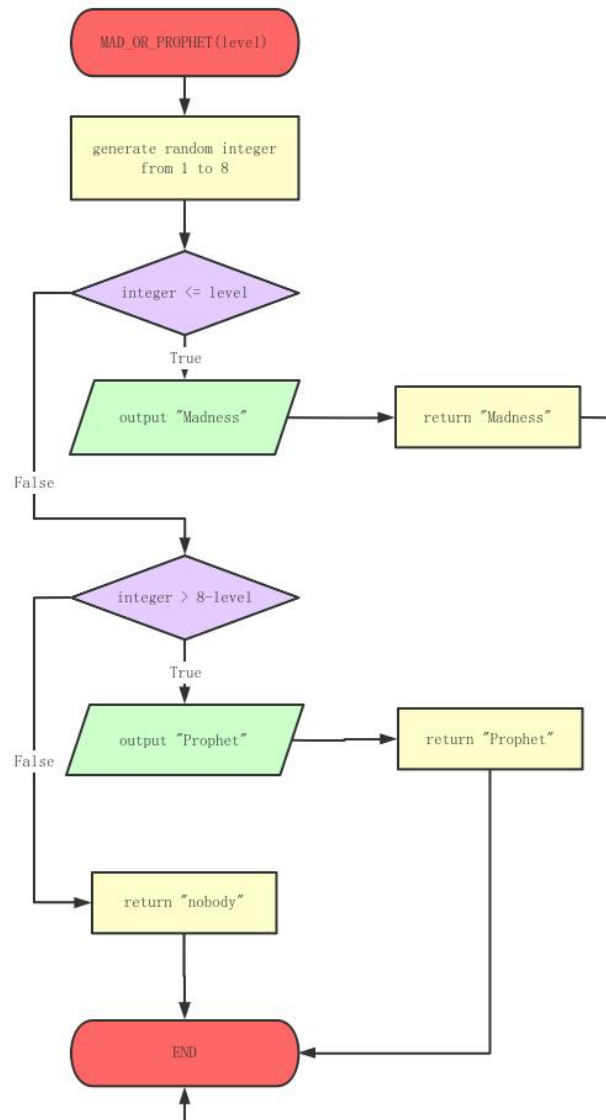 MAD_OR_PROPHET(level)
generate random integer
from 1 to 8
integer <= level
True
output "Madness"
return "Madness"
False
integer > 8-level
True
output "Prophet"
return "Prophet"
False
return "nobody"
END